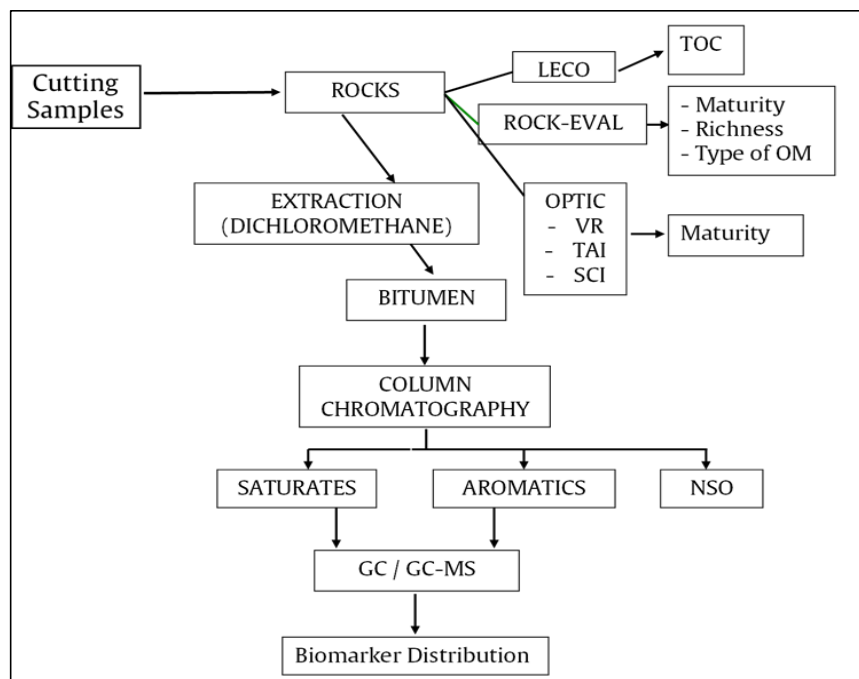 Cutting
Samples
ROCKS
LECO
TOC
ROCK-EVAL
- Maturity
- Richness
- Type of OM
OPTIC
- VR
- TAI
- SCI
Maturity
EXTRACTION
(DICHLOROMETHANE)
BITUMEN
COLUMN
CHROMATOGRAPHY
SATURATES
AROMATICS
NSO
GC / GC-MS
Biomarker Distribution